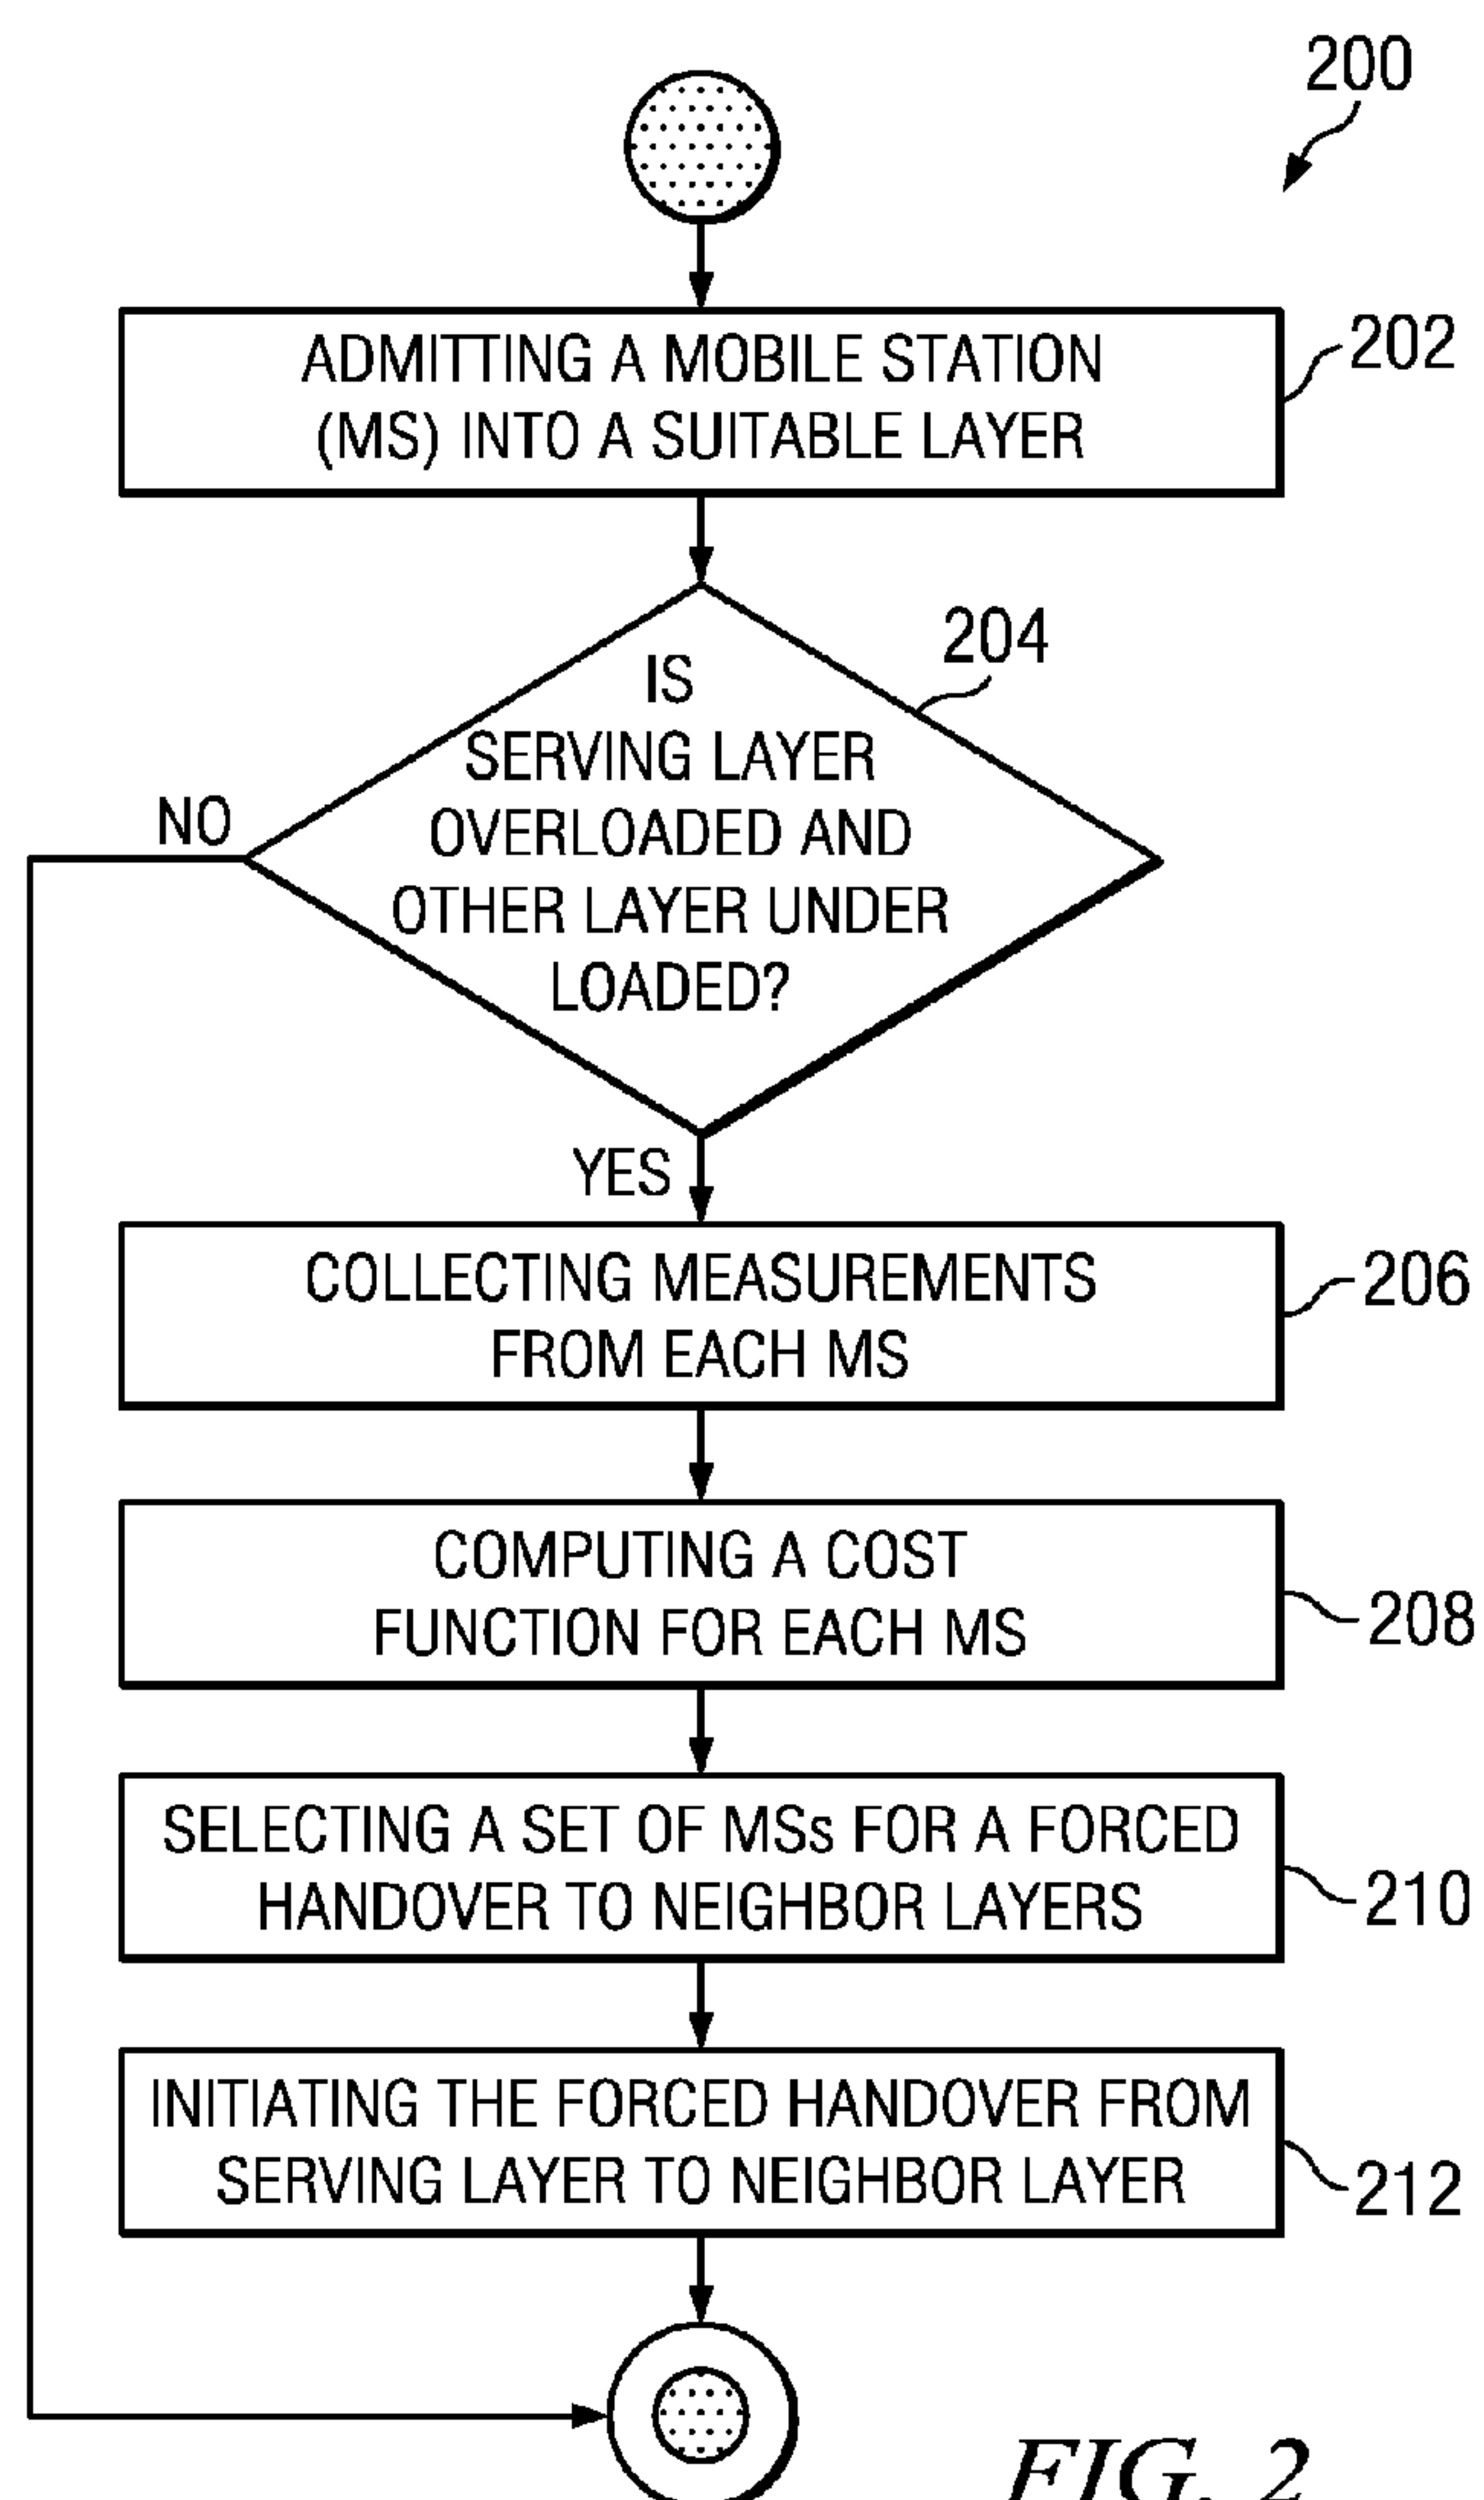 200
ADMITTING A MOBILE STATION
(MS) INTO A SUITABLE LAYER
202
204
IS
SERVING LAYER
OVERLOADED AND
OTHER LAYER UNDER
LOADED?
NO
YES
COLLECTING MEASUREMENTS
FROM EACH MS
206
COMPUTING A COST
FUNCTION FOR EACH MS
208
SELECTING A SET OF MSs FOR A FORCED
HANDOVER TO NEIGHBOR LAYERS
210
INITIATING THE FORCED HANDOVER FROM
SERVING LAYER TO NEIGHBOR LAYER
212
FIG. 2